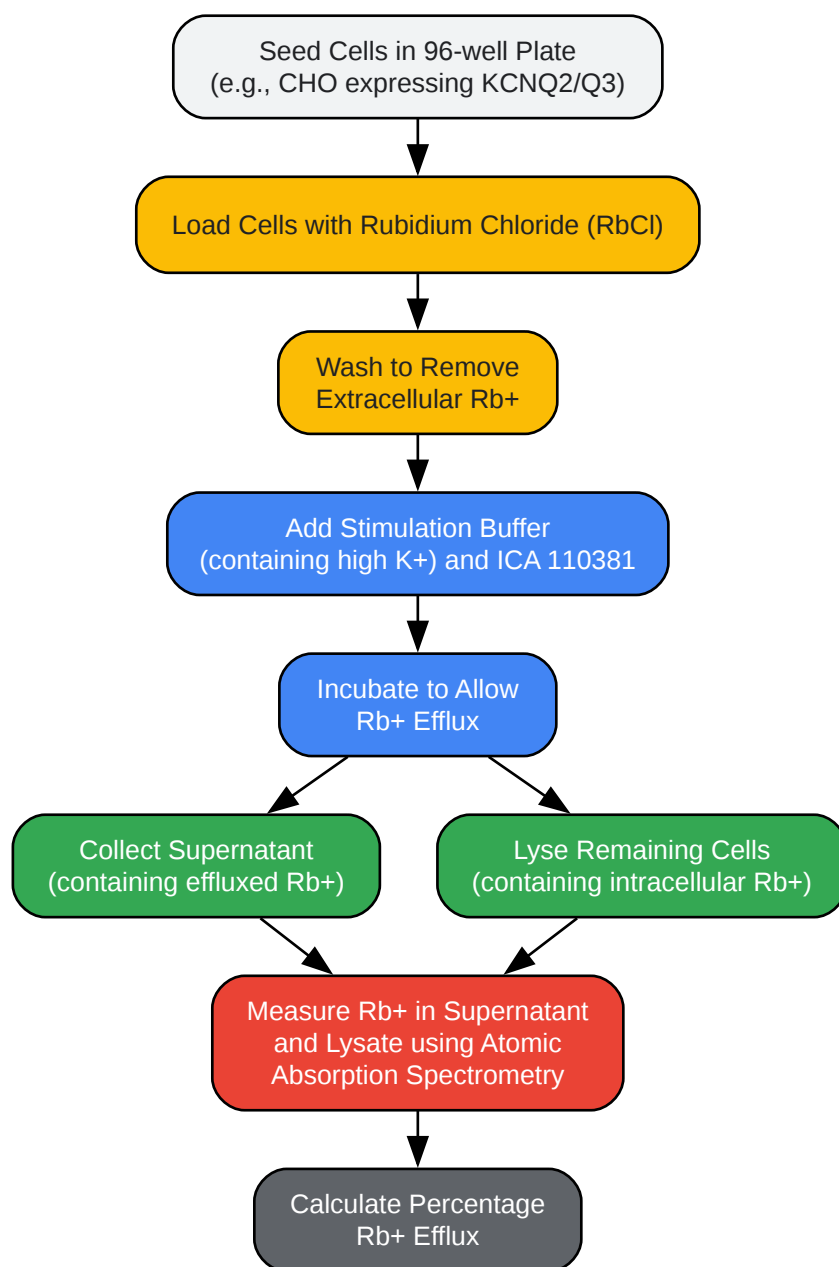 Seed Cells in 96-well Plate
(e.g., CHO expressing KCNQ2/Q3)
Load Cells with Rubidium Chloride (RbCl)
Wash to Remove
Extracellular Rb+
Add Stimulation Buffer
(containing high K+) and ICA 110381
Incubate to Allow
Rb+ Efflux
Collect Supernatant
(containing effluxed Rb+)
Lyse Remaining Cells
(containing intracellular Rb+)
Measure Rb+ in Supernatant
and Lysate using Atomic
Absorption Spectrometry
Calculate Percentage
Rb+ Efflux